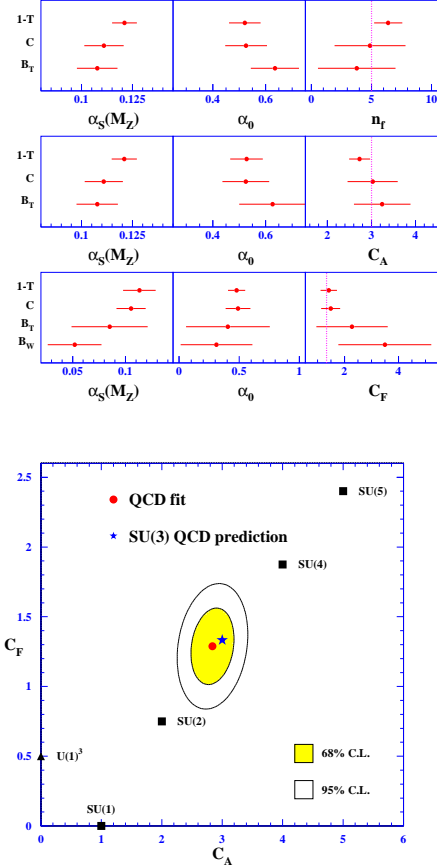 1-T
C
B_T
0.1 0.125 0.4 0.6 0 5 10
α_S(M_Z) α_0 n_f
1-T
C
B_T
0.1 0.125 0.4 0.6 2 3 4
α_S(M_Z) α_0 C_A
1-T
C
B_T
B_W
0.05 0.1 0 0.5 1 2 4
α_S(M_Z) α_0 C_F
2.5
SU(5)
QCD fit
SU(3) QCD prediction
2
SU(4)
1.5
C_F
1
SU(2)
0.5
U(1)³
68% C.L.
95% C.L.
SU(1)
0
0 1 2 3 4 5 6
C_A